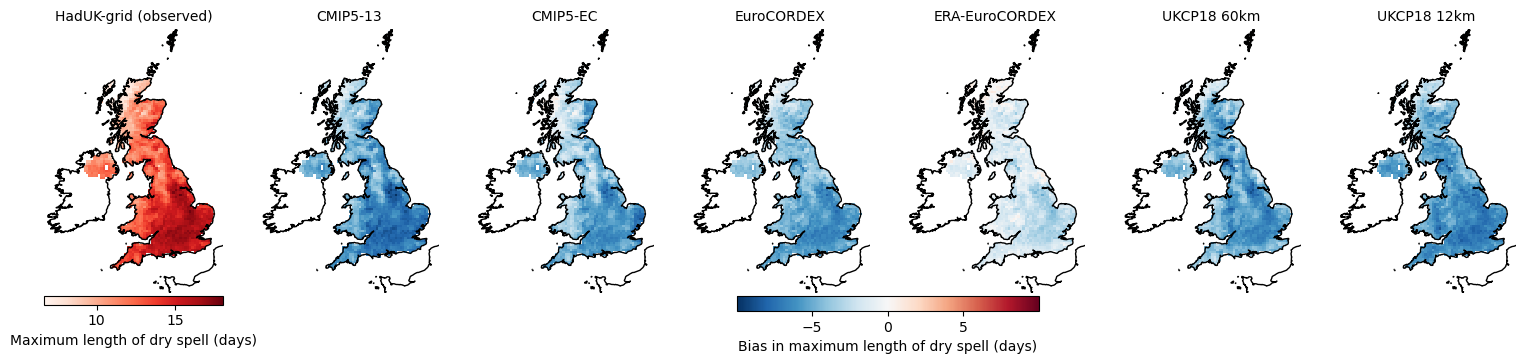 HadUK-grid (observed)
CMIP5-13
CMIP5-EC
EuroCORDEX
ERA-EuroCORDEX
UKCP18 60km
UKCP18 12km
10 15
Maximum length of dry spell (days)
−5 0 5
Bias in maximum length of dry spell (days)